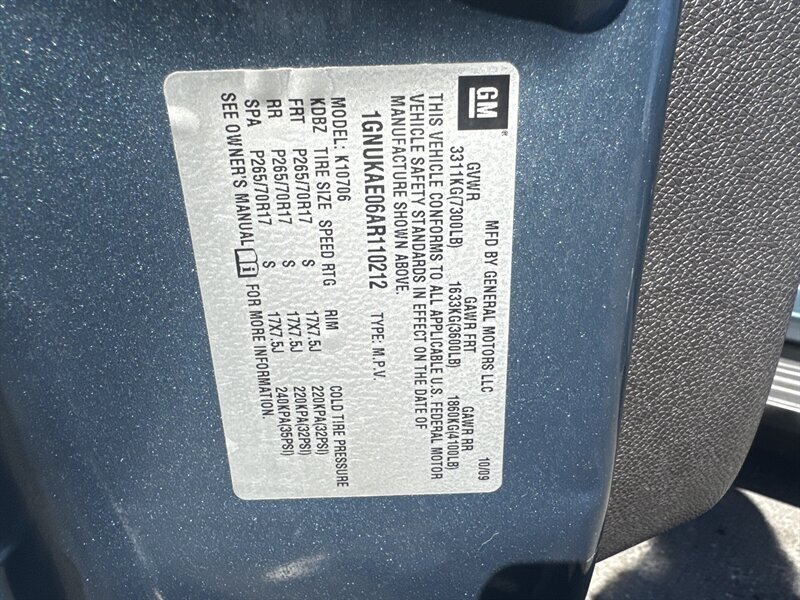 GM®
MFD BY GENERAL MOTORS LLC 10/09
GVWR GAWR FRT GAWR RR
3311KG(7300LB) 1633KG(3600LB) 1860KG(4100LB)
THIS VEHICLE CONFORMS TO ALL APPLICABLE U.S. FEDERAL MOTOR
VEHICLE SAFETY STANDARDS IN EFFECT ON THE DATE OF
MANUFACTURE SHOWN ABOVE.
1GNUKAE06AR110212 TYPE: M.P.V.
MODEL: K10706 COLD TIRE PRESSURE
KDBZ TIRE SIZE SPEED RTG RIM
FRT P265/70R17 S 17X7.5J 220KPA(32PSI)
RR P265/70R17 S 17X7.5J 220KPA(32PSI)
SPA P265/70R17 S 17X7.5J 240KPA(35PSI)
SEE OWNER'S MANUAL FOR MORE INFORMATION.